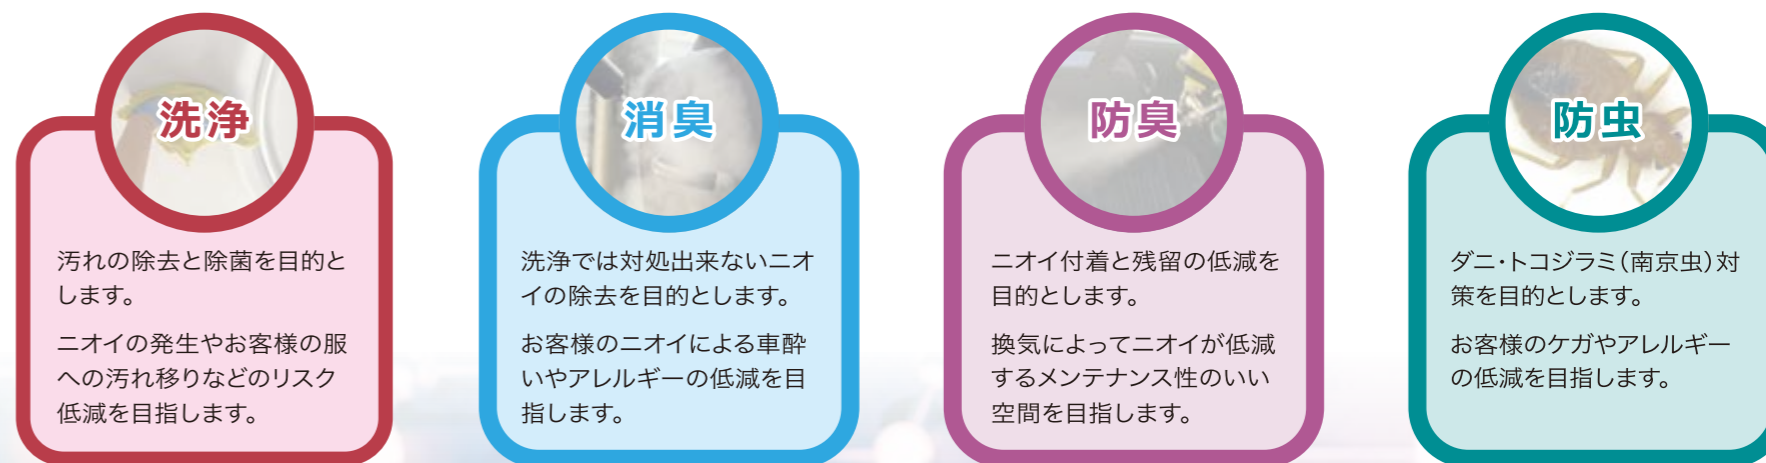 洗浄
汚れの除去と除菌を目的と
します。
ニオイの発生やお客様の服
への汚れ移りなどのリスク
低減を目指します。
消臭
洗浄では対処出来ないニオ
イの除去を目的とします。
お客様のニオイによる車酔
いやアレルギーの低減を目
指します。
防臭
ニオイ付着と残留の低減を
目的とします。
換気によってニオイが低減
するメンテナンス性のいい
空間を目指します。
防虫
ダニ・トコジラミ(南京虫)対
策を目的とします。
お客様のケガやアレルギー
の低減を目指します。